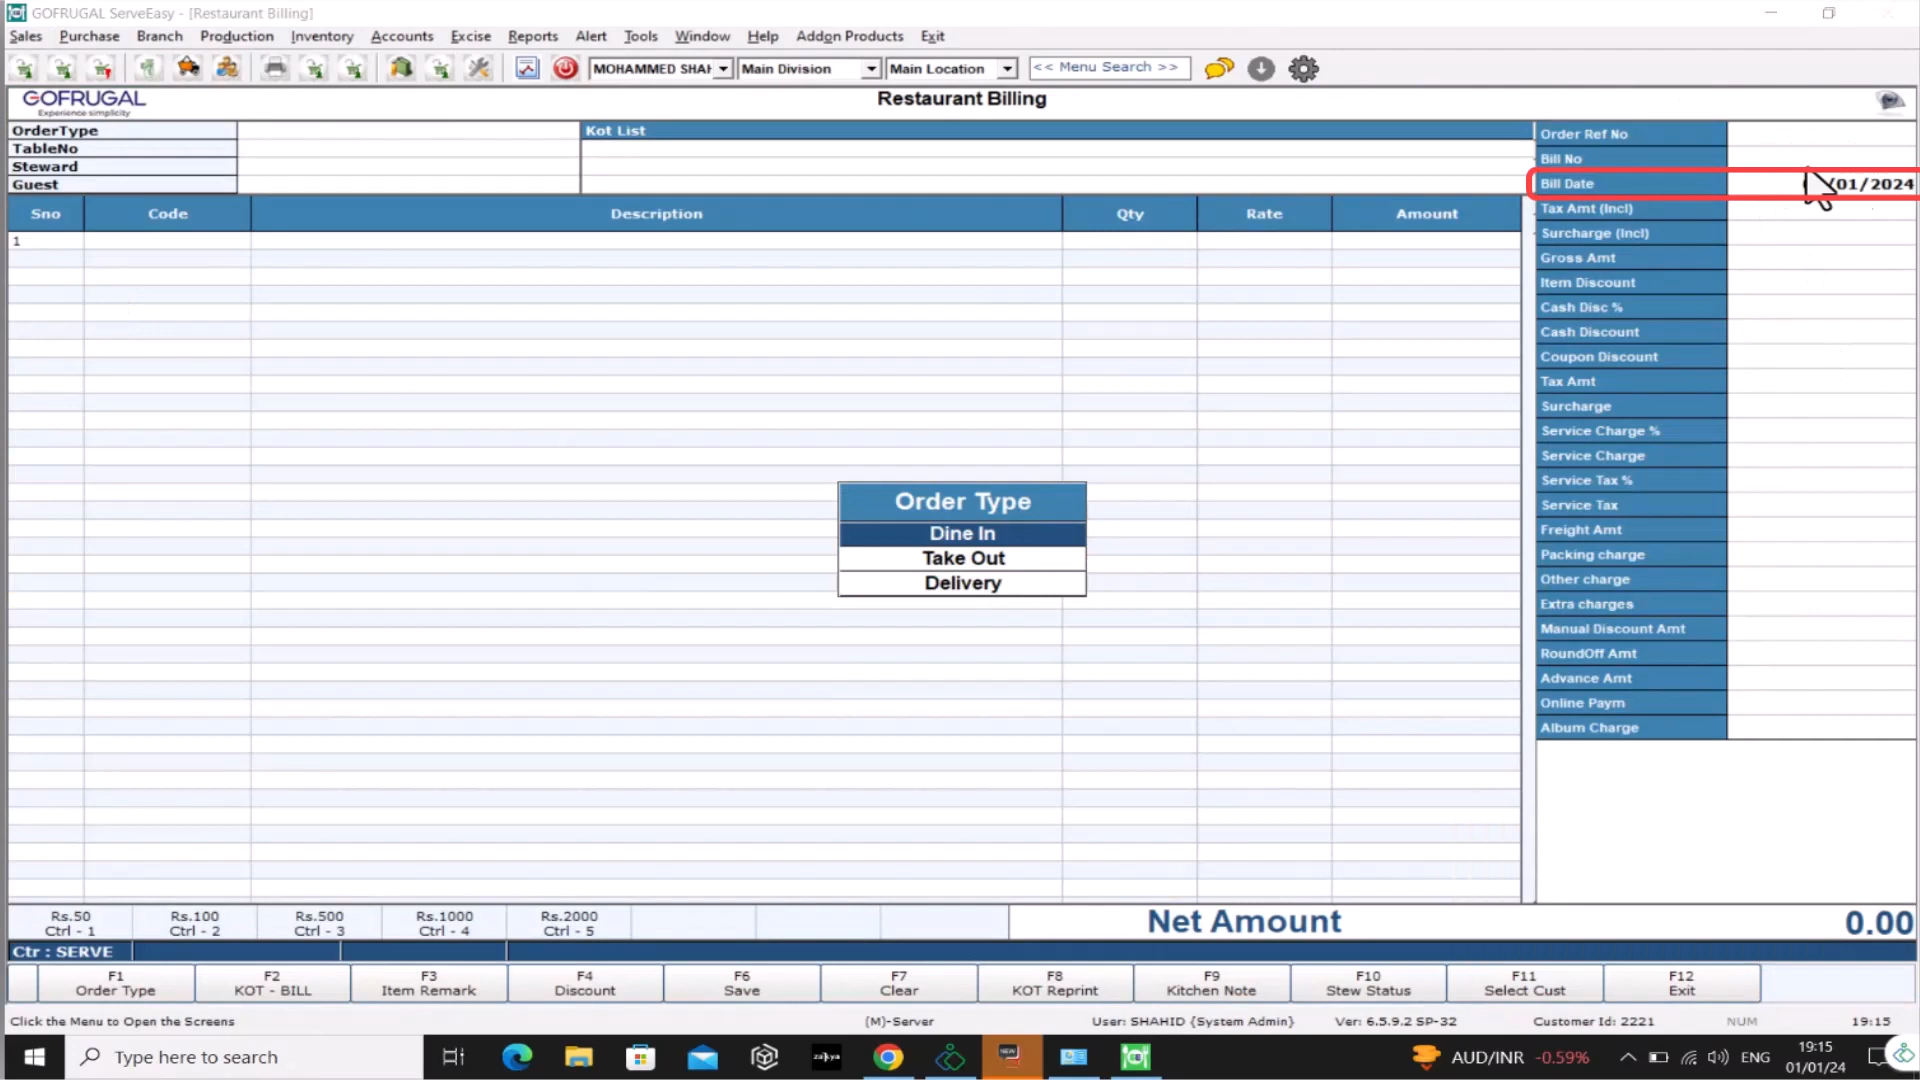 GOFRUGAL ServeEasy - [Restaurant Billing]
Sales Purchase Branch Production Inventory Accounts Excise Reports Alert Tools Window Help Addon Products Exit
MOHAMMED SHAH Main Division Main Location << Menu Search >>
GOFRUGAL
Experience simplicity
Restaurant Billing
OrderType
TableNo
Steward
Guest
Kot List
Order Ref No
Bill No
Bill Date /01/2024
Tax Amt (Incl)
Surcharge (Incl)
Gross Amt
Item Discount
Cash Disc %
Cash Discount
Coupon Discount
Tax Amt
Surcharge
Service Charge %
Service Charge
Service Tax %
Service Tax
Freight Amt
Packing charge
Other charge
Extra charges
Manual Discount Amt
RoundOff Amt
Advance Amt
Online Paym
Album Charge
Sno Code Description Qty Rate Amount
1
Order Type
Dine In
Take Out
Delivery
Rs.50 Rs.100 Rs.500 Rs.1000 Rs.2000
Ctrl - 1 Ctrl - 2 Ctrl - 3 Ctrl - 4 Ctrl - 5
Net Amount 0.00
Ctr : SERVE
F1 F2 F3 F4 F6 F7 F8 F9 F10 F11 F12
Order Type KOT - BILL Item Remark Discount Save Clear KOT Reprint Kitchen Note Stew Status Select Cust Exit
Click the Menu to Open the Screens (M)-Server User: SHAHID {System Admin} Ver: 6.5.9.2 SP-32 Customer Id: 2221 NUM 19:15
Type here to search zakya NEW AUD/INR -0.59% ENG 19:15
01/01/24